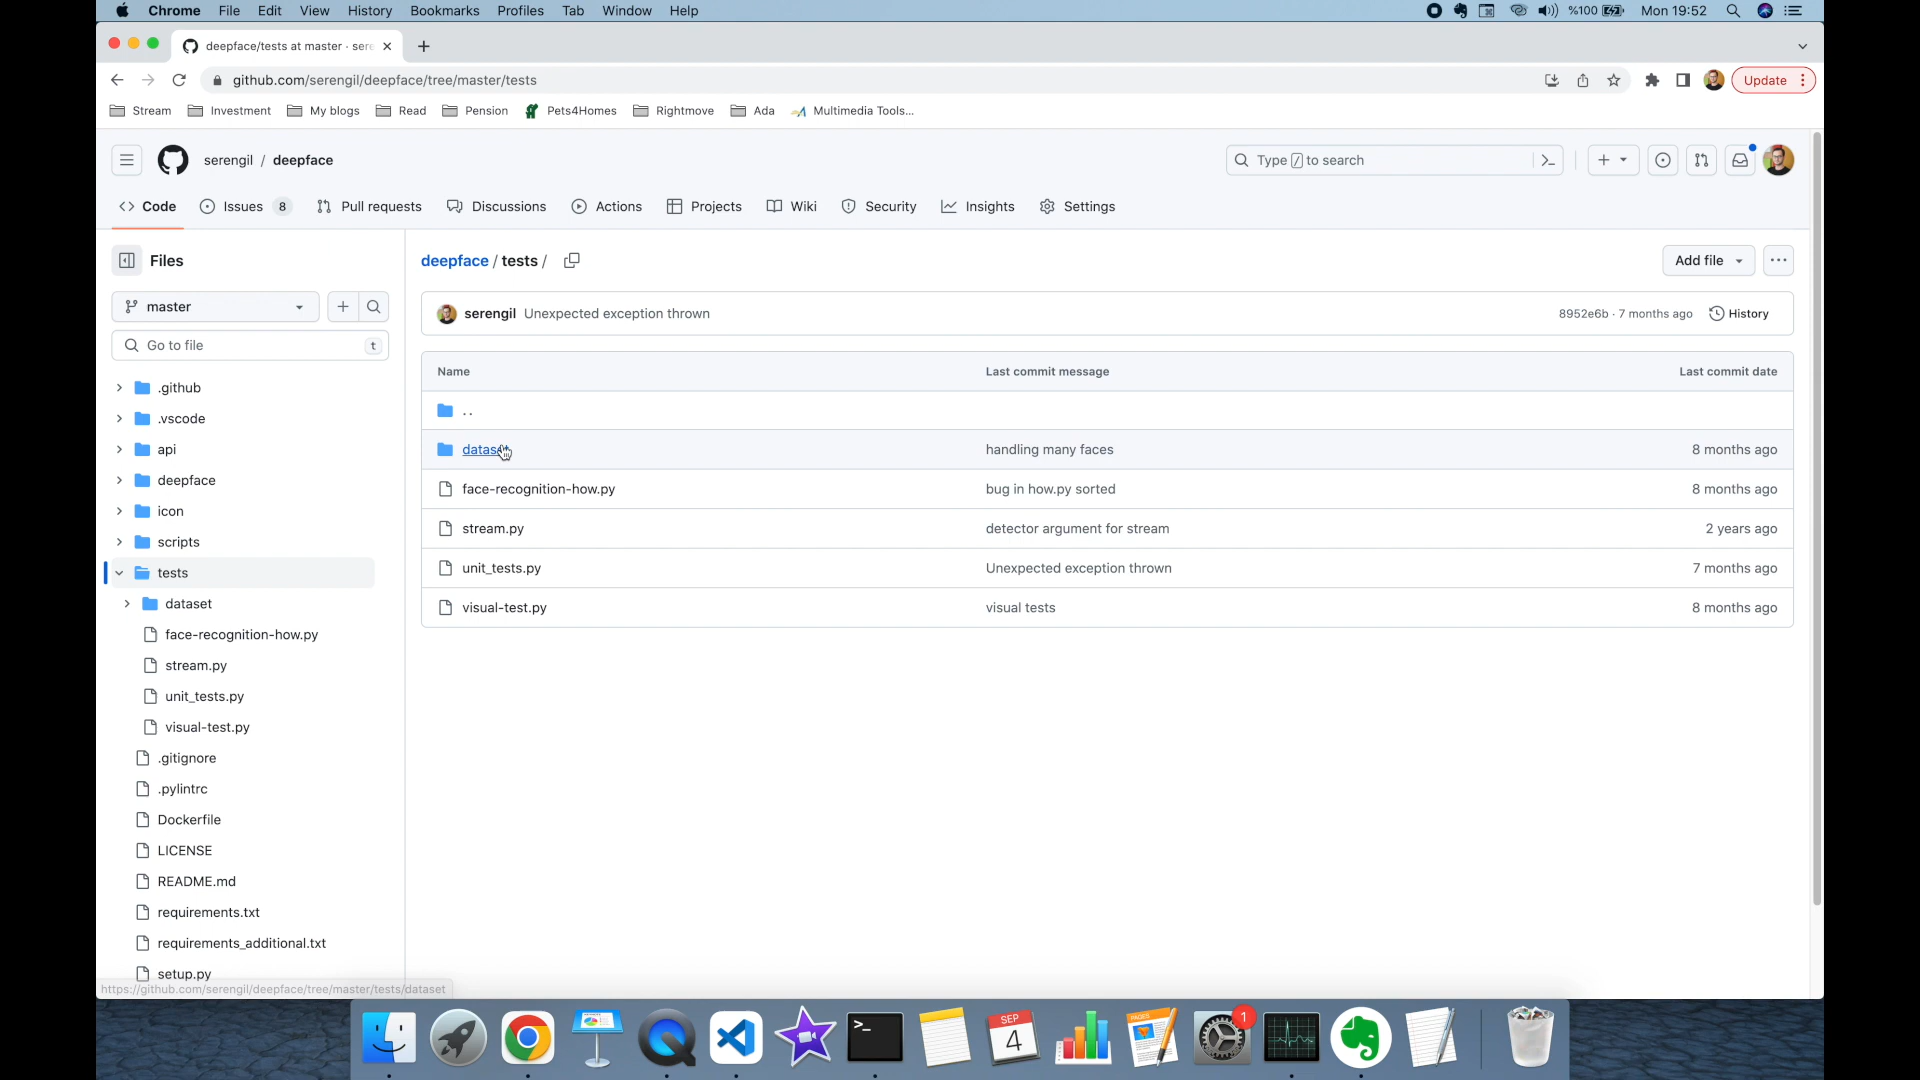 Chrome File Edit View History Bookmarks Profiles Tab Window Help %100 Mon 19:52
deepface/tests at master · sere
github.com/serengil/deepface/tree/master/tests Update
Stream Investment My blogs Read Pension Pets4Homes Rightmove Ada Multimedia Tools...
serengil / deepface Type / to search
Code Issues 8 Pull requests Discussions Actions Projects Wiki Security Insights Settings
Files
deepface / tests / Add file
master
serengil Unexpected exception thrown 8952e6b · 7 months ago History
Go to file t
Name Last commit message Last commit date
.github
..
.vscode
api
dataset handling many faces 8 months ago
deepface
face-recognition-how.py bug in how.py sorted 8 months ago
icon
stream.py detector argument for stream 2 years ago
scripts
unit_tests.py Unexpected exception thrown 7 months ago
tests
visual-test.py visual tests 8 months ago
dataset
face-recognition-how.py
stream.py
unit_tests.py
visual-test.py
.gitignore
.pylintrc
Dockerfile
LICENSE
README.md
requirements.txt
requirements_additional.txt
setup.py
https://github.com/serengil/deepface/tree/master/tests/dataset
SEP
4
PAGES
1